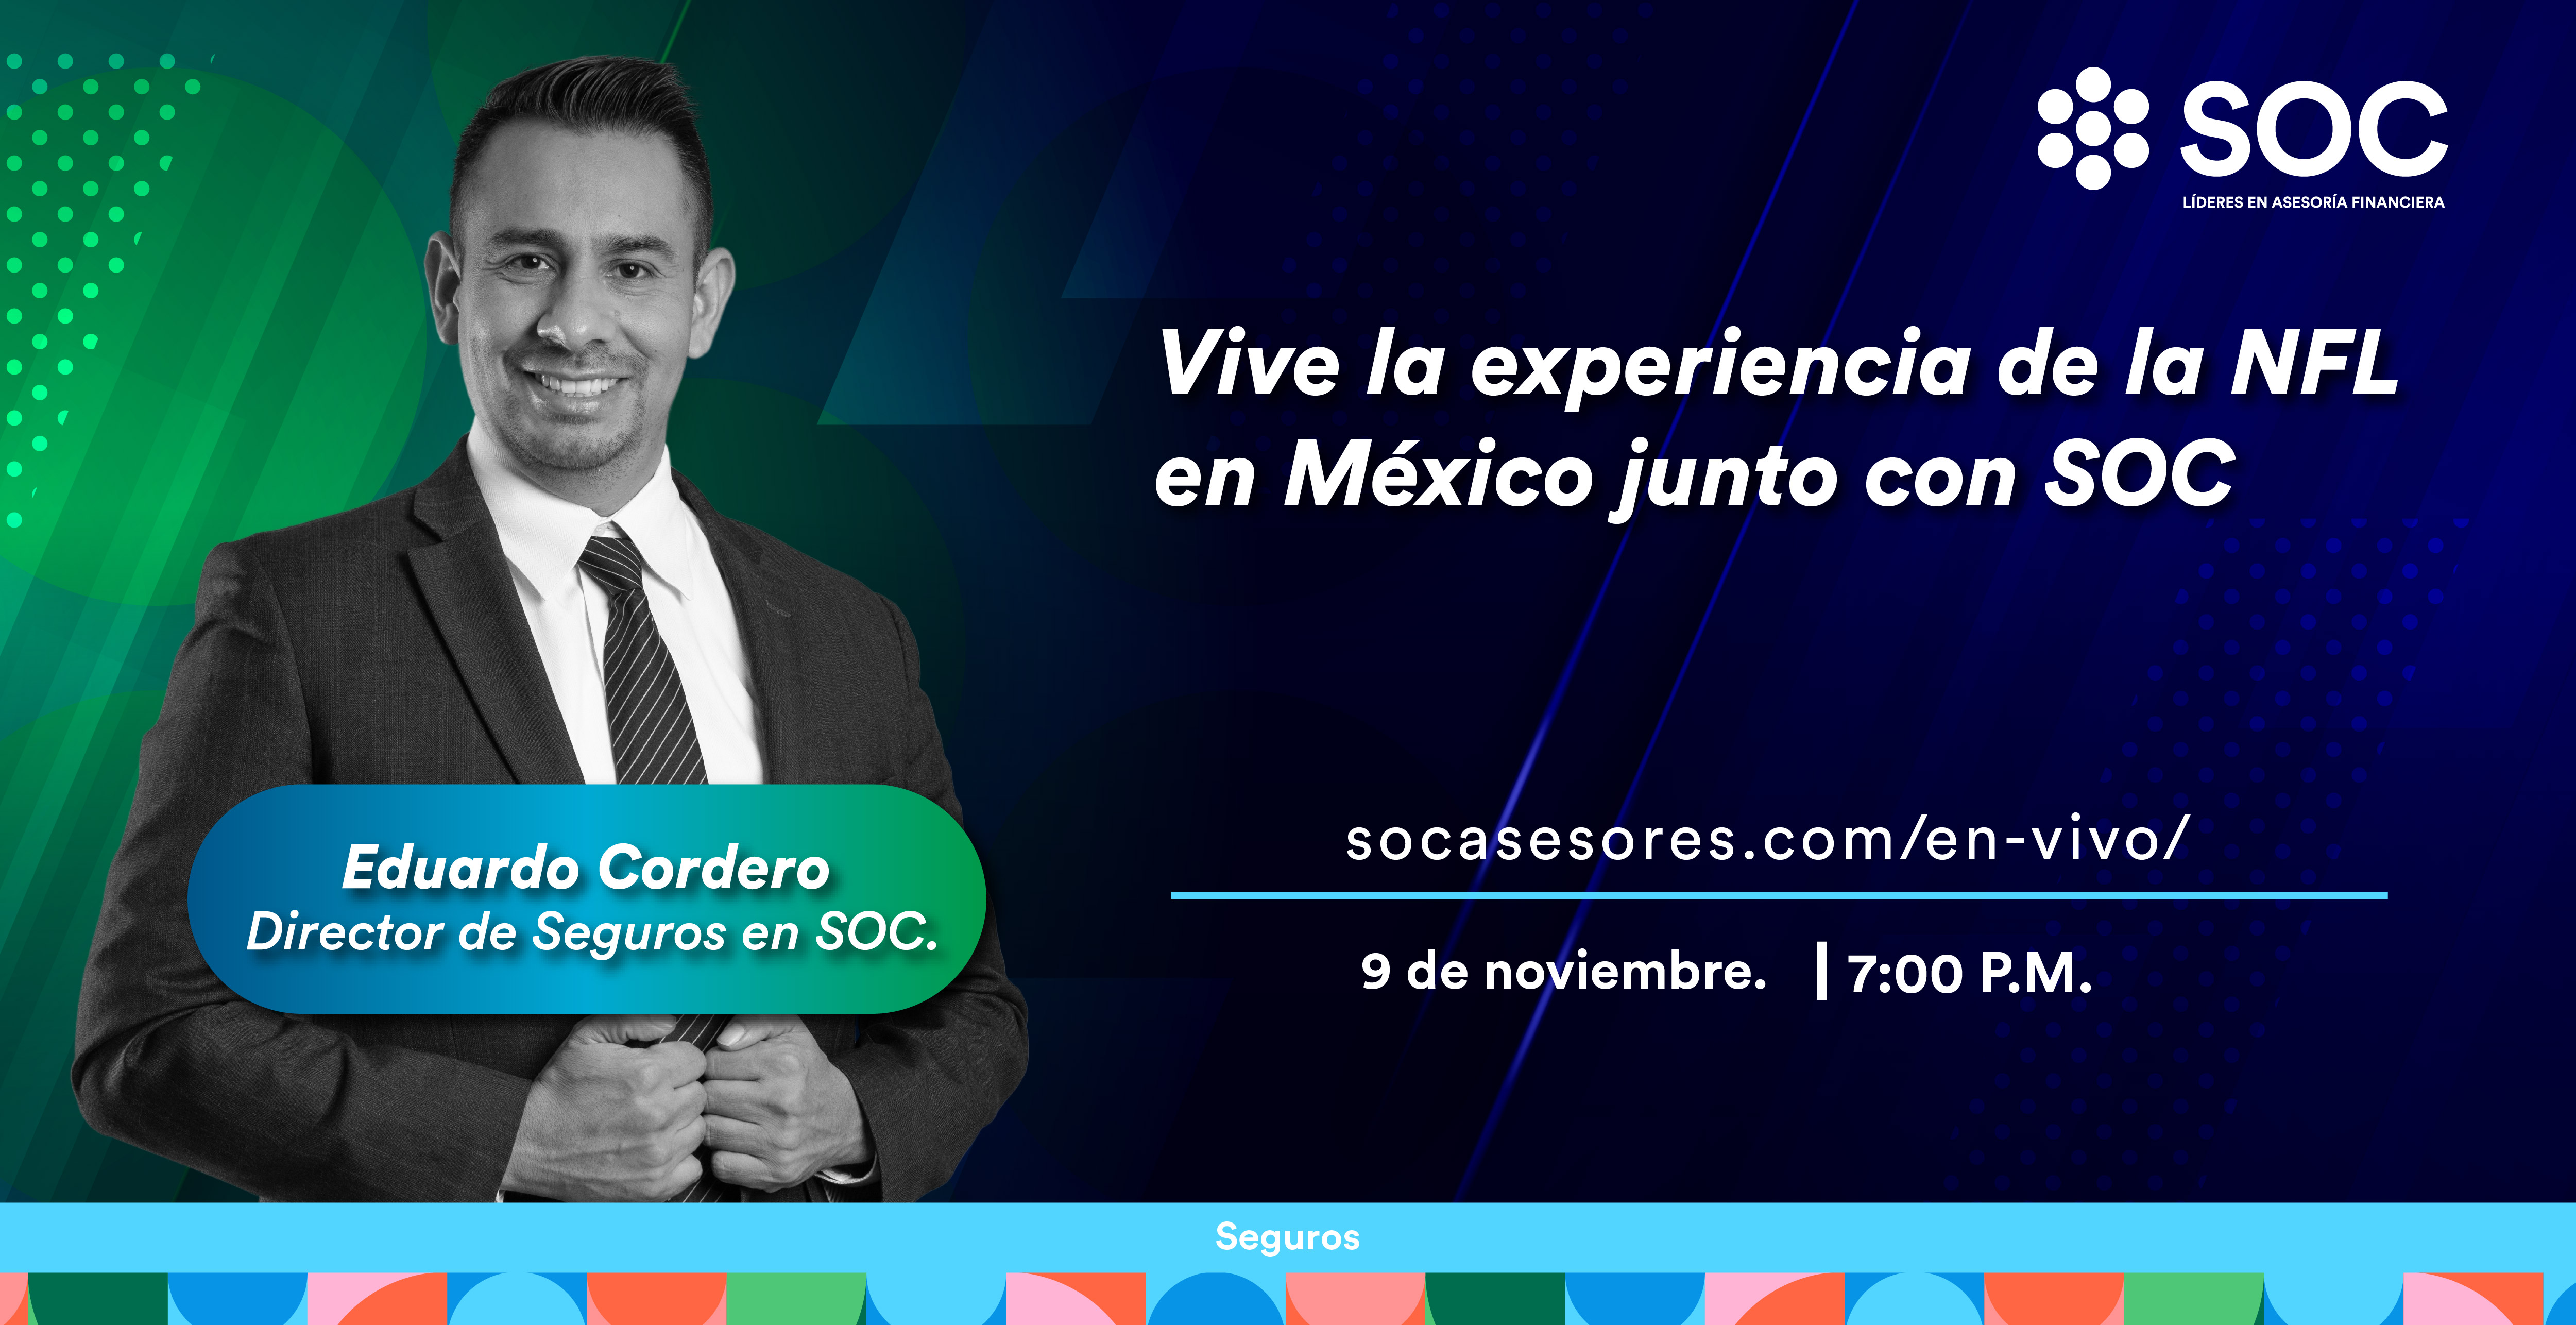 SOC
LÍDERES EN ASESORÍA FINANCIERA
Vive la experiencia de la NFL
en México junto con SOC
Eduardo Cordero
Director de Seguros en SOC.
socasesores.com/en-vivo/
9 de noviembre. | 7:00 P.M.
Seguros